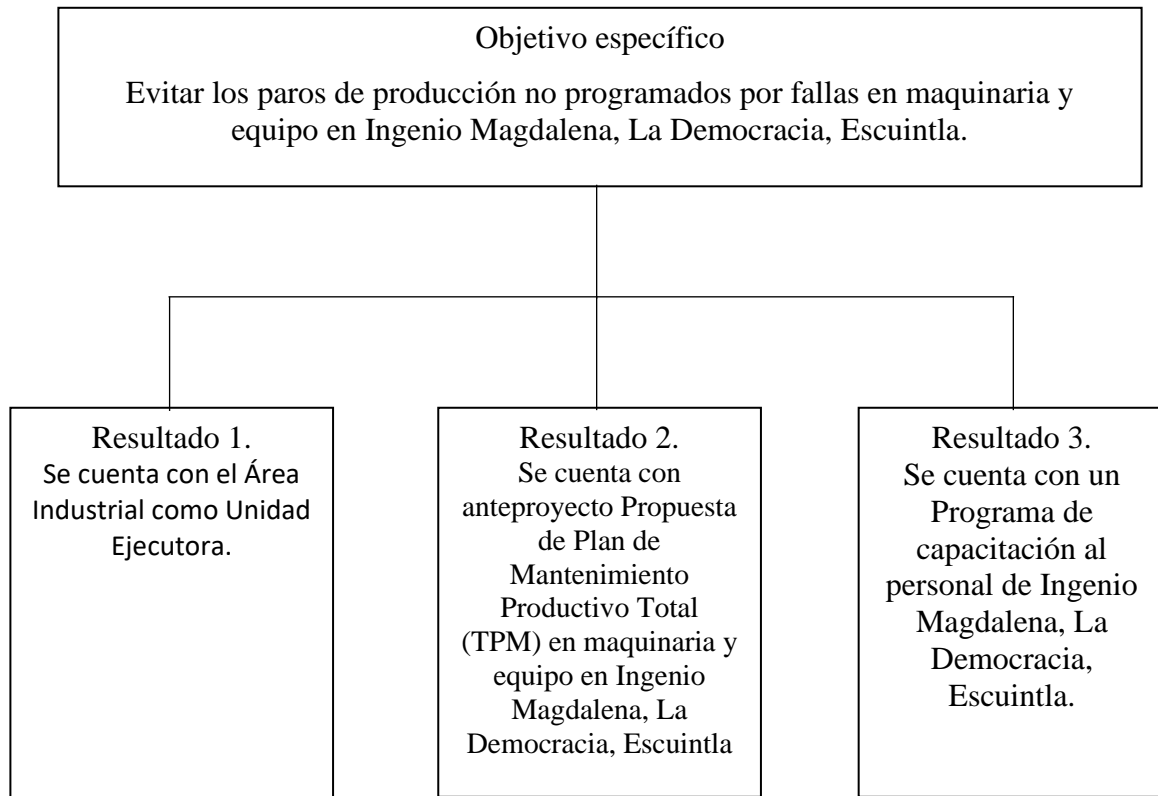 Objetivo específico
Evitar los paros de producción no programados por fallas en maquinaria y
equipo en Ingenio Magdalena, La Democracia, Escuintla.
Resultado 1.
Se cuenta con el Área
Industrial como Unidad
Ejecutora.
Resultado 2.
Se cuenta con
anteproyecto Propuesta
de Plan de
Mantenimiento
Productivo Total
(TPM) en maquinaria y
equipo en Ingenio
Magdalena, La
Democracia, Escuintla
Resultado 3.
Se cuenta con un
Programa de
capacitación al
personal de Ingenio
Magdalena, La
Democracia,
Escuintla.